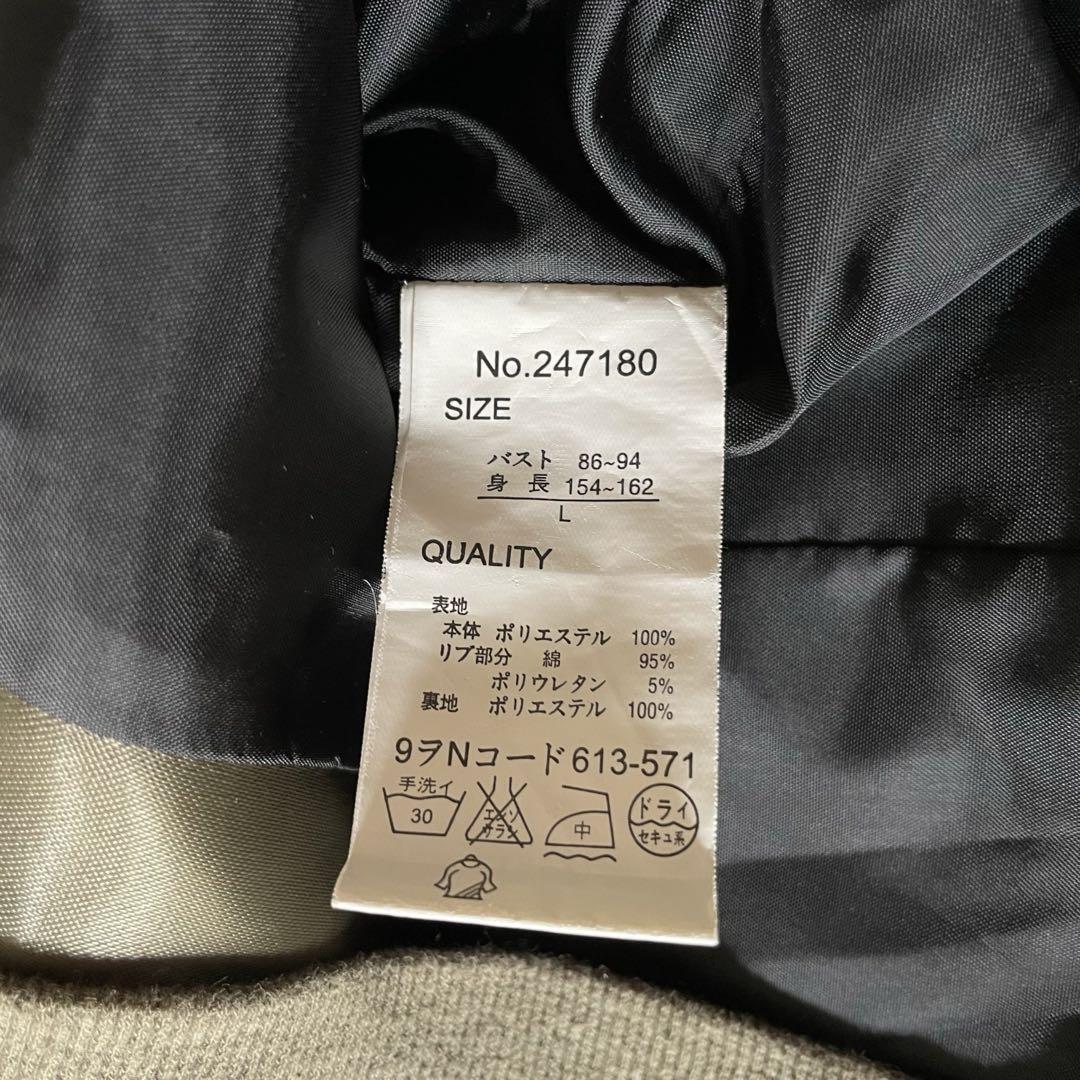 No.247180
SIZE
バスト 86~94
身長 154~162
L
QUALITY
表地
本体 ポリエステル 100%
リブ部分 綿 95%
ポリウレタン 5%
裏地 ポリエステル 100%
9ヲNコード613-571
手洗イ
30
エンソ
サラシ
中
ドライ
セキユ系